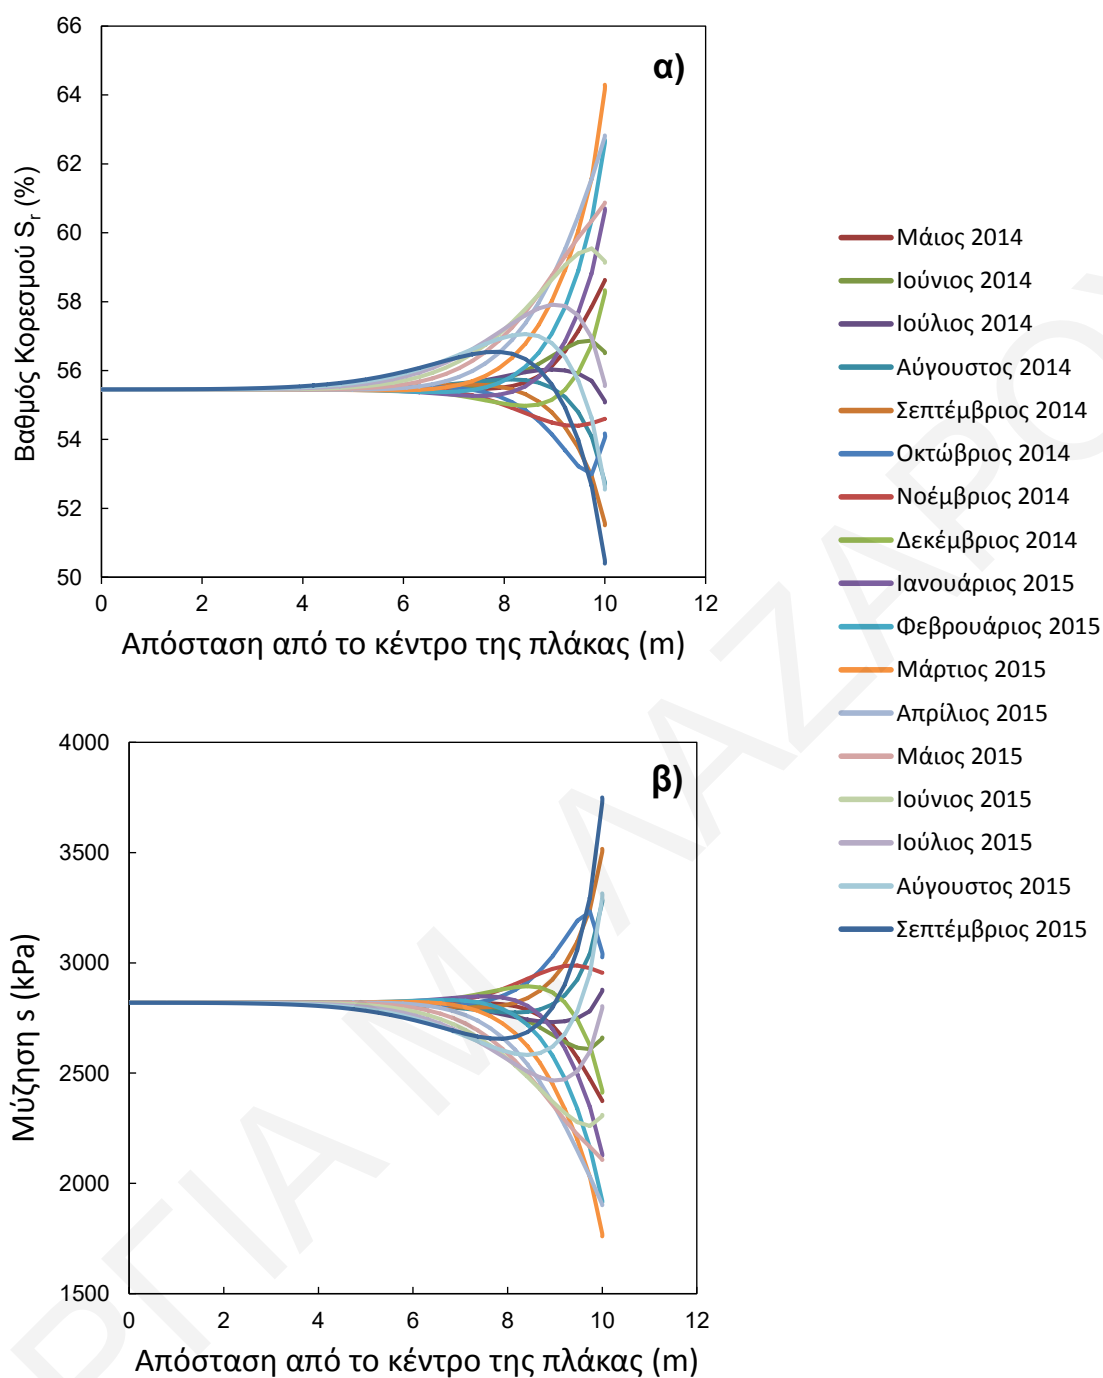 α)
66
64
62
60
58
56
54
52
50
Βαθμός Κορεσμού Sr (%)
0 2 4 6 8 10 12
Απόσταση από το κέντρο της πλάκας (m)
Μάιος 2014
Ιούνιος 2014
Ιούλιος 2014
Αύγουστος 2014
Σεπτέμβριος 2014
Οκτώβριος 2014
Νοέμβριος 2014
Δεκέμβριος 2014
Ιανουάριος 2015
Φεβρουάριος 2015
Μάρτιος 2015
Απρίλιος 2015
Μάιος 2015
Ιούνιος 2015
Ιούλιος 2015
Αύγουστος 2015
Σεπτέμβριος 2015
β)
4000
3500
3000
2500
2000
1500
Μύζηση s (kPa)
0 2 4 6 8 10 12
Απόσταση από το κέντρο της πλάκας (m)